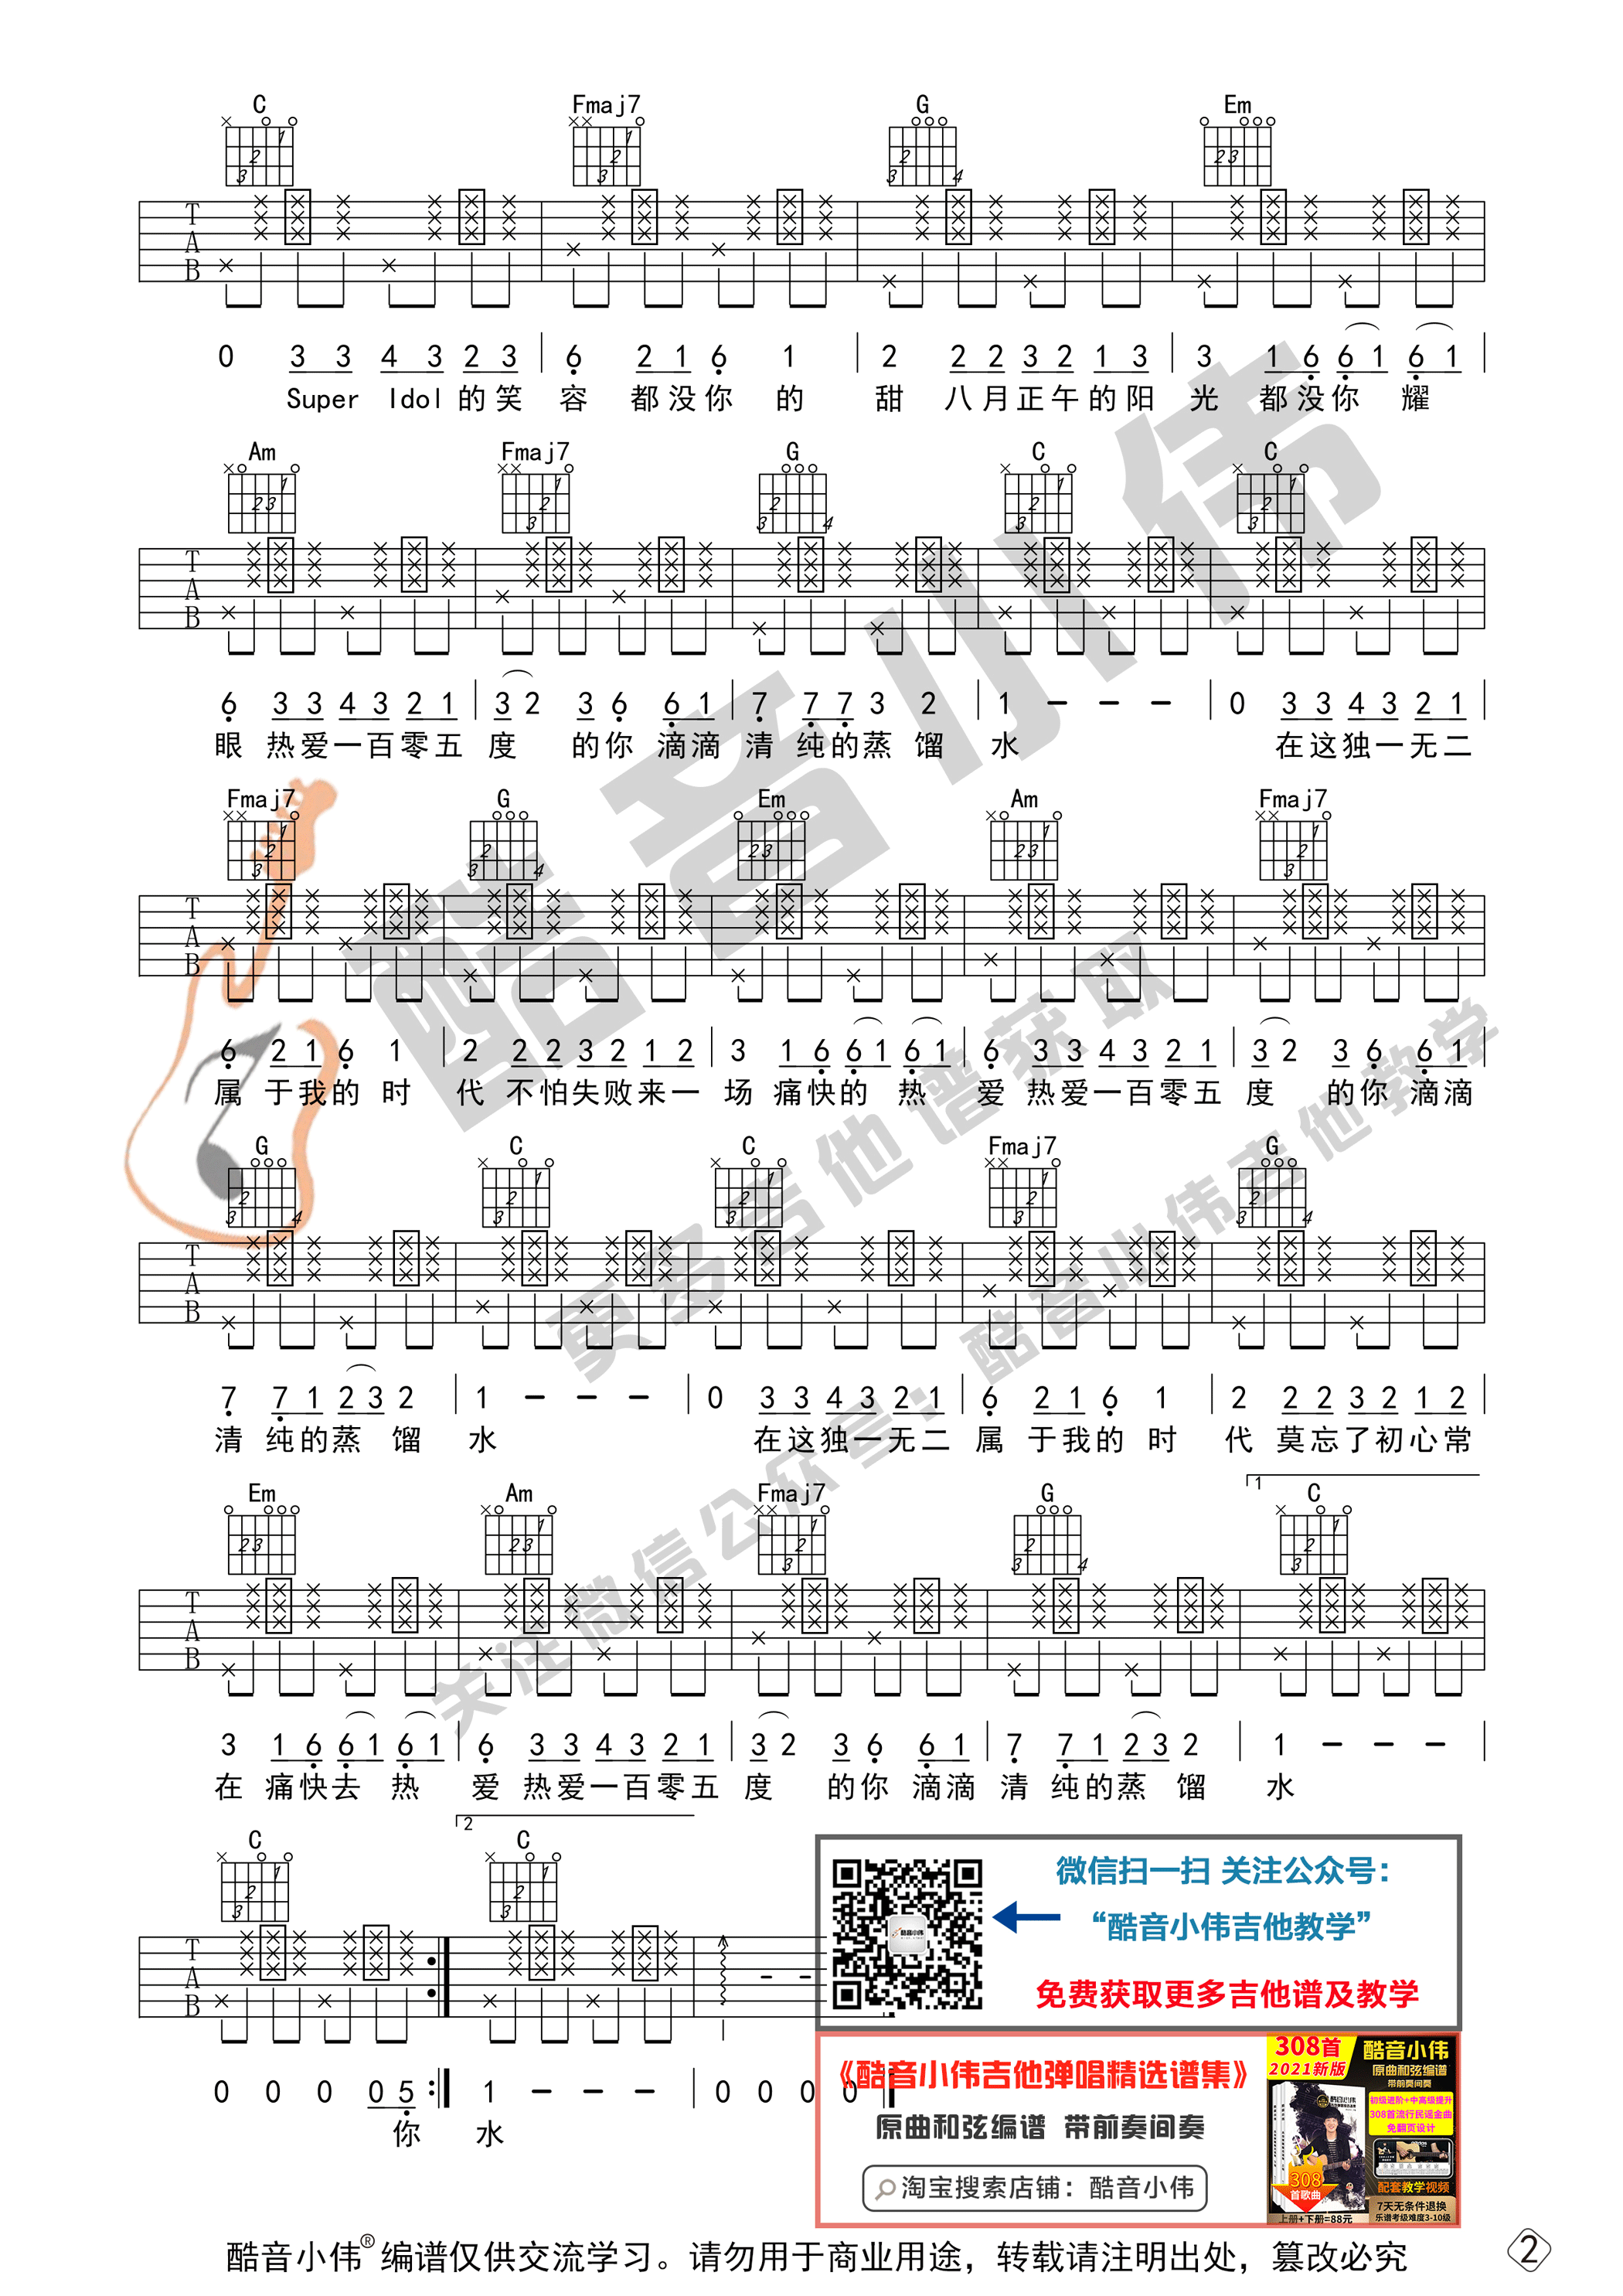 C Fmaj7 G Em
T
A
B
0 3 3 4 3 2 3 | 6 2 1 6 1 | 2 2 2 3 2 1 3 | 3 1 6 6 1 6 1 |
Super Idol 的笑 容 都没你 的 甜 八月正午的阳 光 都没你 耀
Am Fmaj7 G C C
T
A
B
6 3 3 4 3 2 1 | 3 2 3 6 6 1 | 7 7 7 3 2 | 1 - - - | 0 3 3 4 3 2 1 |
眼 热爱一百零五 度 的你 滴滴 清 纯的蒸 馏 水 在这独一无二
Fmaj7 G Em Am Fmaj7
T
A
B
6 2 1 6 1 | 2 2 2 3 2 1 2 | 3 1 6 6 1 6 1 | 6 3 3 4 3 2 1 | 3 2 3 6 6 1 |
属 于我的 时 代 不怕失败来一 场 痛快的 热 爱 热爱一百零五 度 的你 滴滴
G C C Fmaj7 G
T
A
B
7 7 1 2 3 2 | 1 - - - | 0 3 3 4 3 2 1 | 6 2 1 6 1 | 2 2 2 3 2 1 2
清 纯的蒸 馏 水 在这独一无二 属 于我的 时 代 莫忘了初心常
1
Em Am Fmaj7 G C
T
A
B
3 1 6 6 1 6 1 | 6 3 3 4 3 2 1 | 3 2 3 6 6 1 | 7 7 1 2 3 2 | 1 - - - |
在 痛快去 热 爱 热爱一百零五 度 的你 滴滴 清 纯的蒸 馏 水
2
C C
T
A
B
0 0 0 0 5 :‖ 1 - - - | 0 0 0 0
你 水
酷音小伟
更多吉他谱获取
关注微信公众号：酷音小伟吉他教学
微信扫一扫 关注公众号：
“酷音小伟吉他教学”
免费获取更多吉他谱及教学
酷音小伟
《酷音小伟吉他弹唱精选谱集》
原曲和弦编谱 带前奏间奏
淘宝搜索店铺：酷音小伟
308首
2021新版
酷音小伟
原曲和弦编谱
带前奏间奏
初级进阶+中高级提升
308首流行民谣金曲
免翻页设计
308
首歌曲
配套教学视频
上册+下册=88元
7天无条件退换
乐谱考级难度3-10级
酷音小伟® 编谱仅供交流学习。请勿用于商业用途，转载请注明出处，篡改必究
2